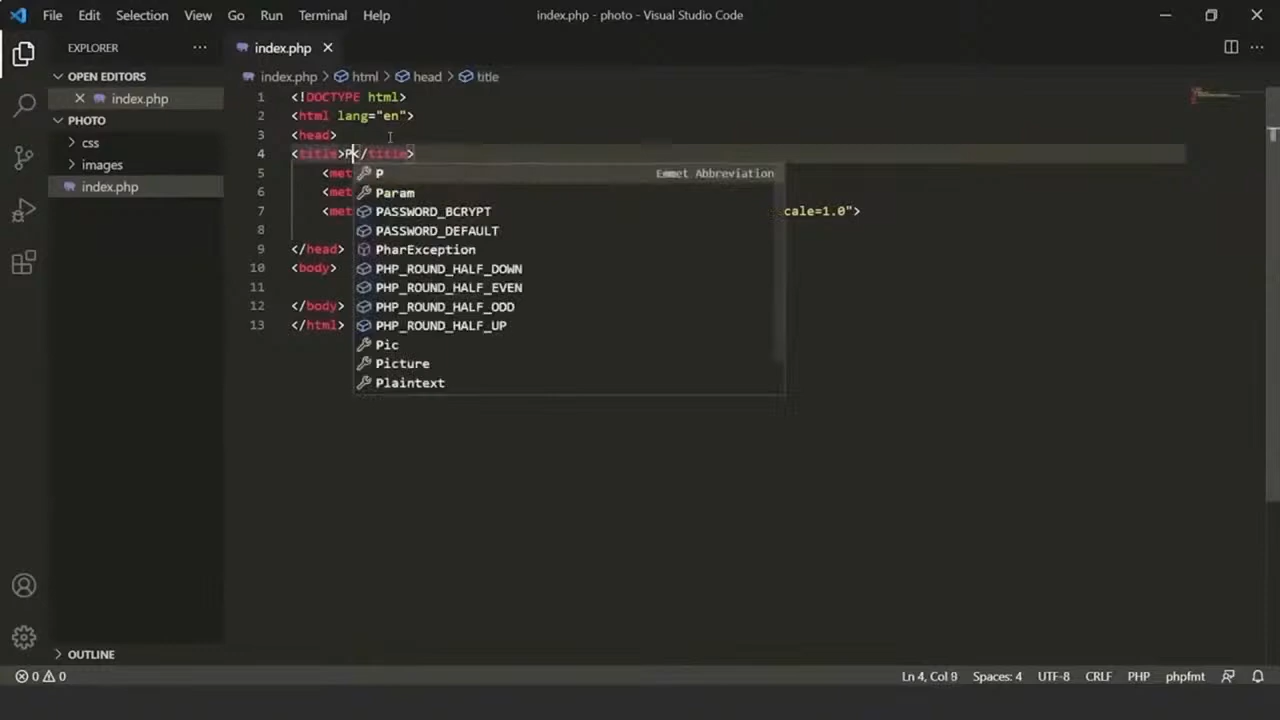 File Edit Selection View Go Run Terminal Help index.php - photo - Visual Studio Code
EXPLORER
index.php
OPEN EDITORS
index.php
PHOTO
css
images
index.php
index.php > html > head > title
1 <!DOCTYPE html>
2 <html lang="en">
3 <head>
4 <title>P</title>
5 <met
6 <met
7 <met cale=1.0">
8
9 </head>
10 <body>
11
12 </body>
13 </html>
P Emmet Abbreviation
Param
PASSWORD_BCRYPT
PASSWORD_DEFAULT
PharException
PHP_ROUND_HALF_DOWN
PHP_ROUND_HALF_EVEN
PHP_ROUND_HALF_ODD
PHP_ROUND_HALF_UP
Pic
Picture
Plaintext
OUTLINE
0 0 Ln 4, Col 9 Spaces: 4 UTF-8 CRLF PHP phpfmt